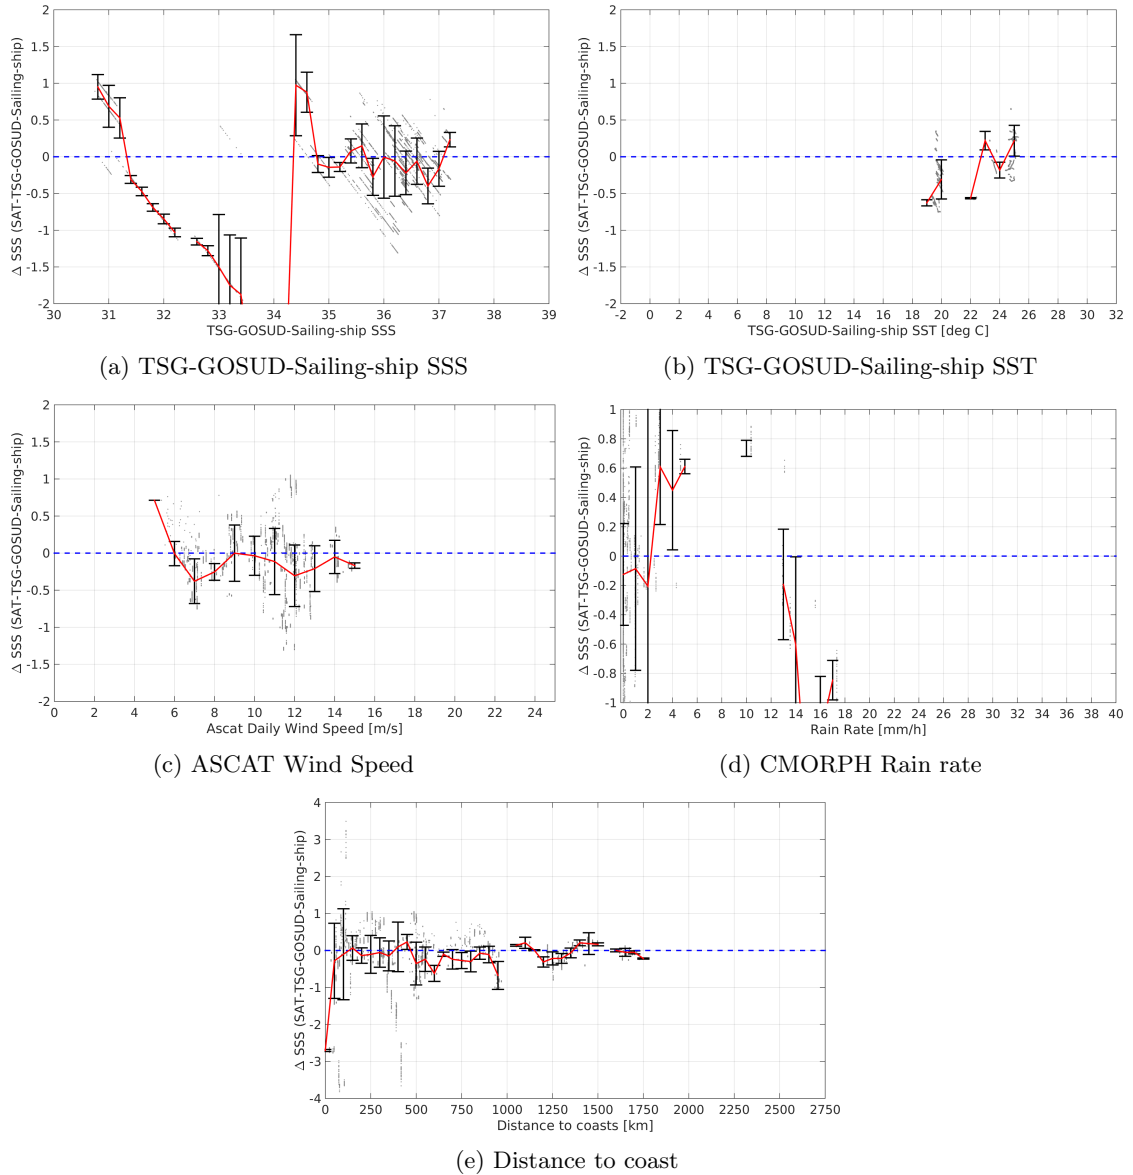 2
1.5
1
0.5
0
-0.5
-1
-1.5
-2
Δ SSS (SAT-TSG-GOSUD-Sailing-ship)
30 31 32 33 34 35 36 37 38 39
TSG-GOSUD-Sailing-ship SSS
(a) TSG-GOSUD-Sailing-ship SSS
2
1.5
1
0.5
0
-0.5
-1
-1.5
-2
Δ SSS (SAT-TSG-GOSUD-Sailing-ship)
-2 0 2 4 6 8 10 12 14 16 18 20 22 24 26 28 30 32
TSG-GOSUD-Sailing-ship SST [deg C]
(b) TSG-GOSUD-Sailing-ship SST
2
1.5
1
0.5
0
-0.5
-1
-1.5
-2
Δ SSS (SAT-TSG-GOSUD-Sailing-ship)
0 2 4 6 8 10 12 14 16 18 20 22 24
Ascat Daily Wind Speed [m/s]
(c) ASCAT Wind Speed
1
0.8
0.6
0.4
0.2
0
-0.2
-0.4
-0.6
-0.8
-1
Δ SSS (SAT-TSG-GOSUD-Sailing-ship)
0 2 4 6 8 10 12 14 16 18 20 22 24 26 28 30 32 34 36 38 40
Rain Rate [mm/h]
(d) CMORPH Rain rate
4
3
2
1
0
-1
-2
-3
-4
Δ SSS (SAT-TSG-GOSUD-Sailing-ship)
0 250 500 750 1000 1250 1500 1750 2000 2250 2500 2750
Distance to coasts [km]
(e) Distance to coast